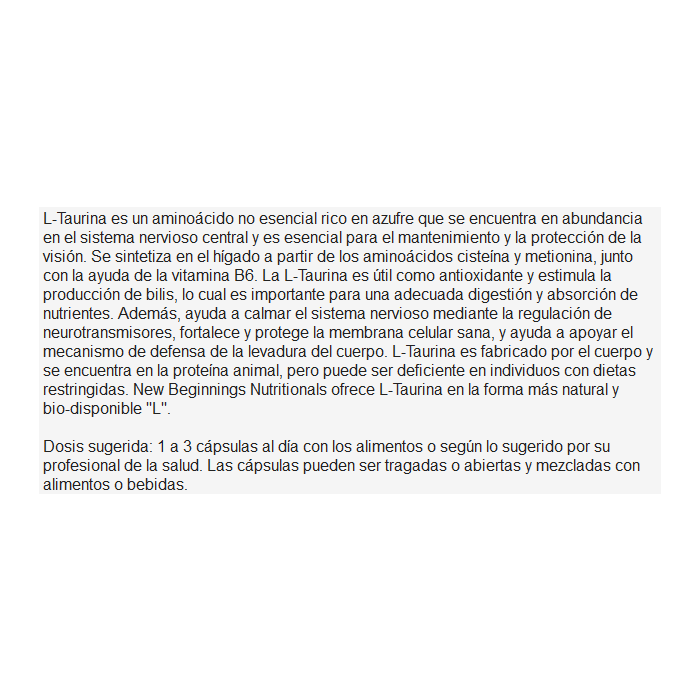 L-Taurina es un aminoácido no esencial rico en azufre que se encuentra en abundancia
en el sistema nervioso central y es esencial para el mantenimiento y la protección de la
visión. Se sintetiza en el hígado a partir de los aminoácidos cisteína y metionina, junto
con la ayuda de la vitamina B6. La L-Taurina es útil como antioxidante y estimula la
producción de bilis, lo cual es importante para una adecuada digestión y absorción de
nutrientes. Además, ayuda a calmar el sistema nervioso mediante la regulación de
neurotransmisores, fortalece y protege la membrana celular sana, y ayuda a apoyar el
mecanismo de defensa de la levadura del cuerpo. L-Taurina es fabricado por el cuerpo y
se encuentra en la proteína animal, pero puede ser deficiente en individuos con dietas
restringidas. New Beginnings Nutritionals ofrece L-Taurina en la forma más natural y
bio-disponible "L".
Dosis sugerida: 1 a 3 cápsulas al día con los alimentos o según lo sugerido por su
profesional de la salud. Las cápsulas pueden ser tragadas o abiertas y mezcladas con
alimentos o bebidas.